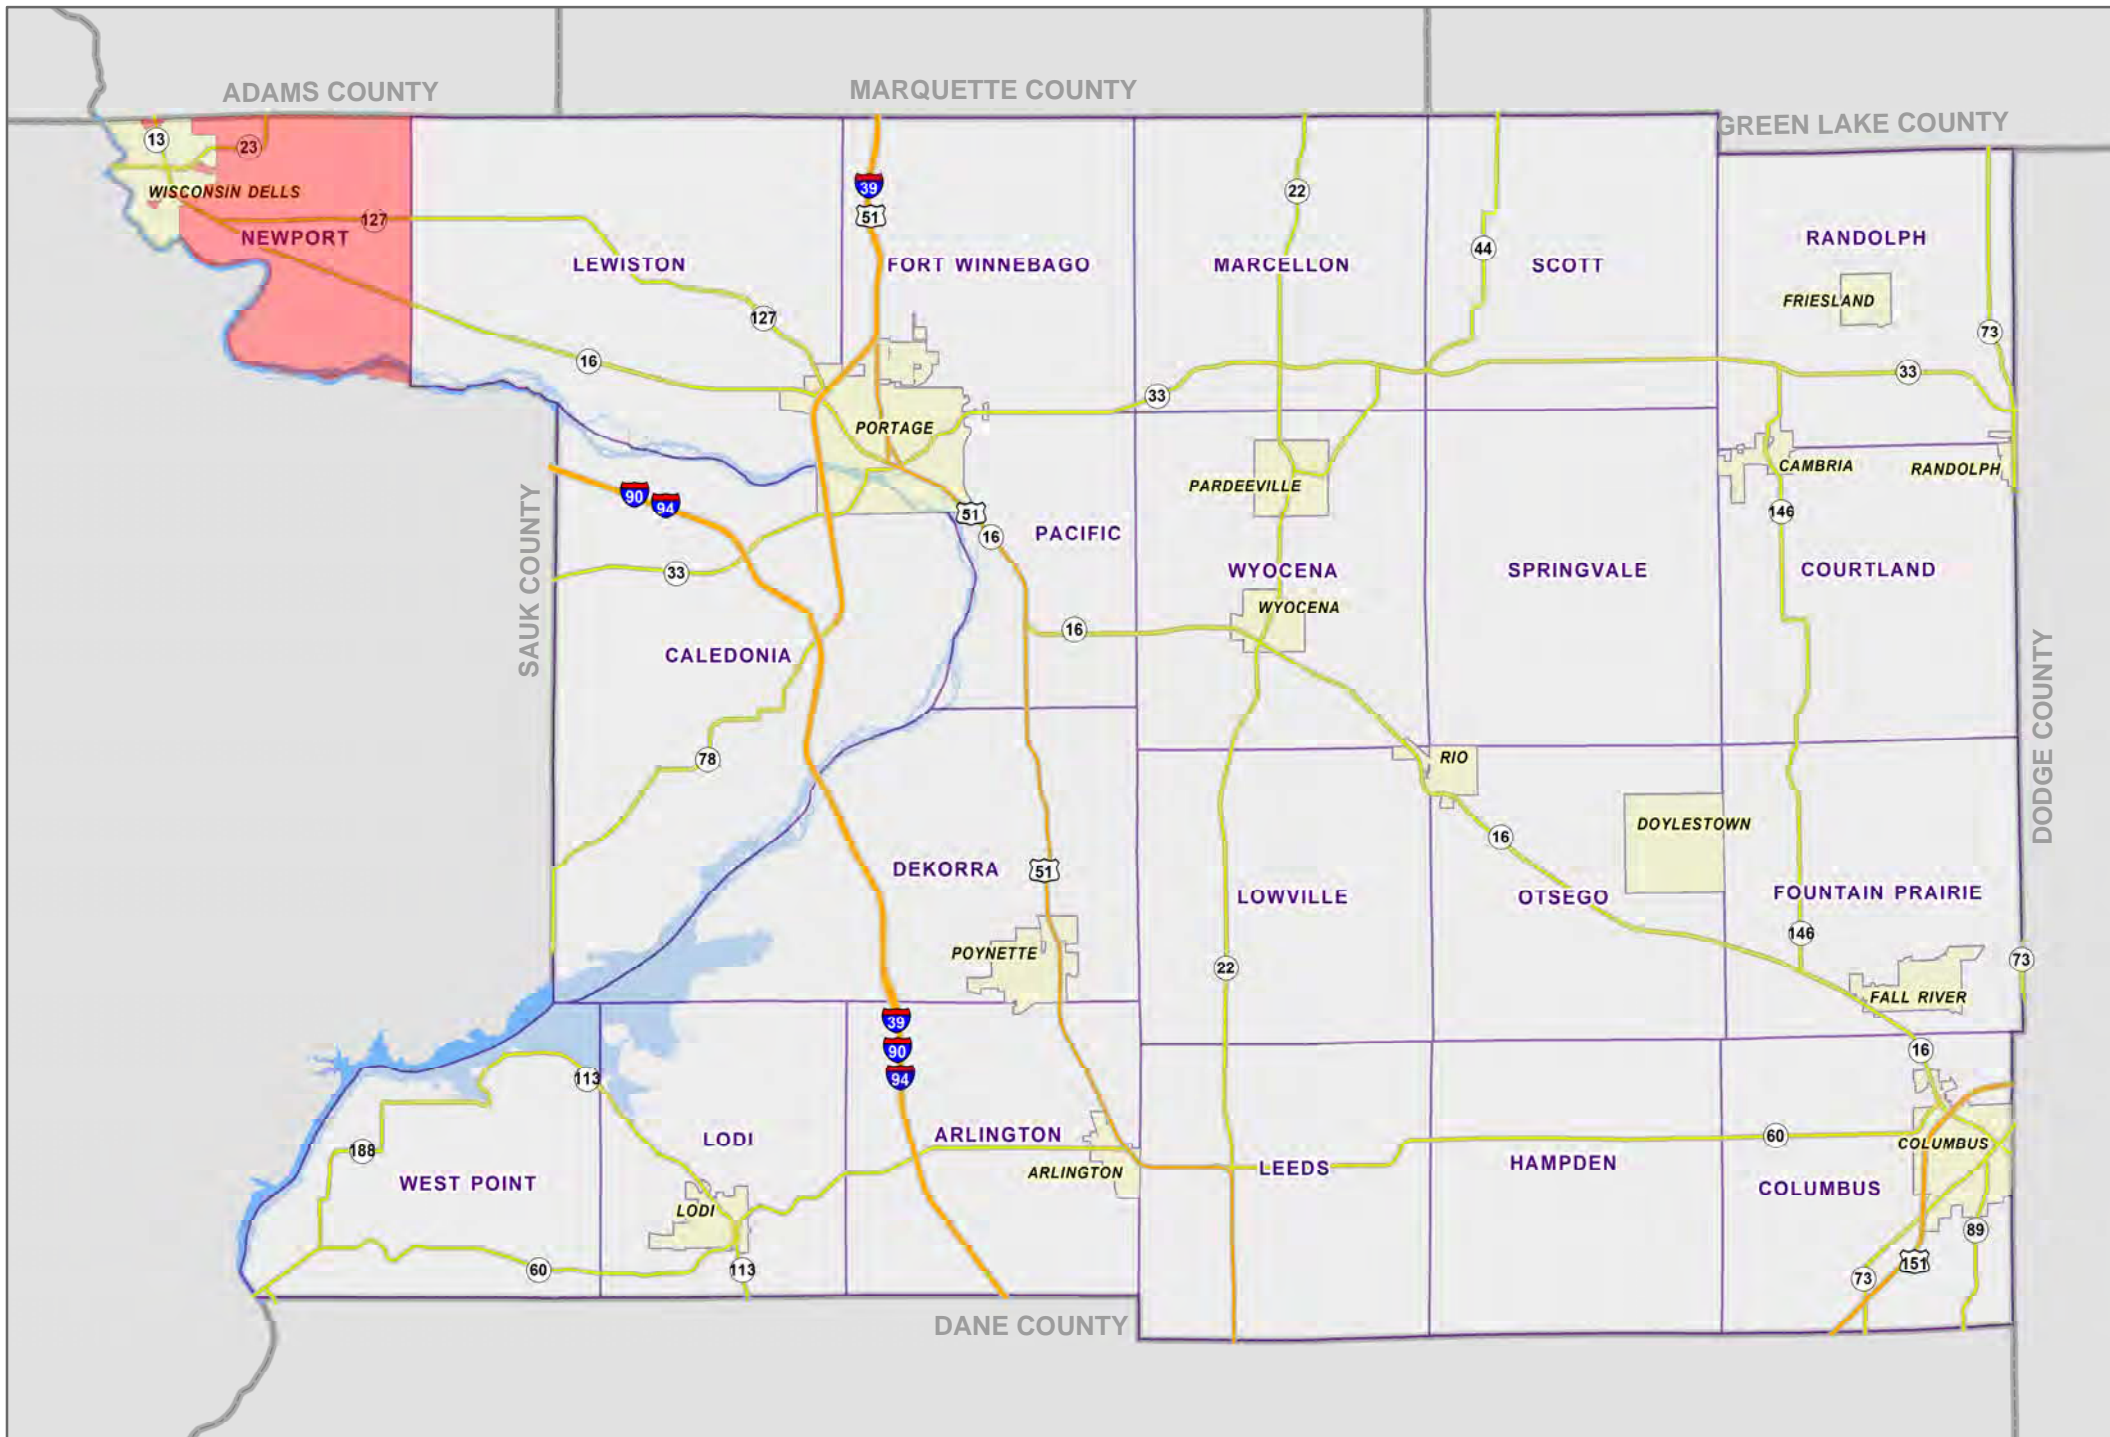 ADAMS COUNTY
MARQUETTE COUNTY
GREEN LAKE COUNTY
13
23
WISCONSIN DELLS
127
NEWPORT
LEWISTON
39
51
FORT WINNEBAGO
22
MARCELLON
44
SCOTT
RANDOLPH
FRIESLAND
73
127
16
33
33
PORTAGE
PARDEEVILLE
CAMBRIA
RANDOLPH
90
94
51
16
PACIFIC
146
SAUK COUNTY
33
WYOCENA
SPRINGVALE
COURTLAND
WYOCENA
16
CALEDONIA
DODGE COUNTY
78
RIO
DOYLESTOWN
16
DEKORRA
51
LOWVILLE
OTSEGO
FOUNTAIN PRAIRIE
146
POYNETTE
22
73
FALL RIVER
39
90
94
16
113
188
LODI
ARLINGTON
60
COLUMBUS
WEST POINT
ARLINGTON
LEEDS
HAMPDEN
COLUMBUS
LODI
89
60
113
151
73
DANE COUNTY